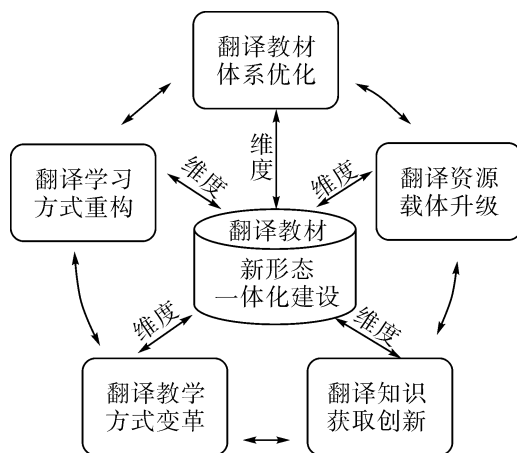 翻译教材
体系优化
维度
翻译学习
方式重构
维度
维度
翻译资源
载体升级
翻译教材
新形态
一体化建设
维度
维度
翻译教学
方式变革
翻译知识
获取创新